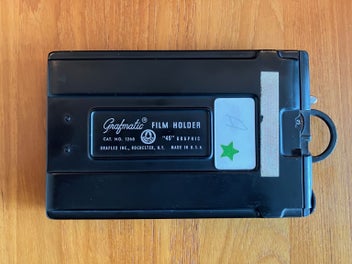 Grafmatic® FILM HOLDER
CAT. NO. 1268 "45" GRAPHIC
GRAFLEX INC., ROCHESTER, N.Y. MADE IN U.S.A.
A